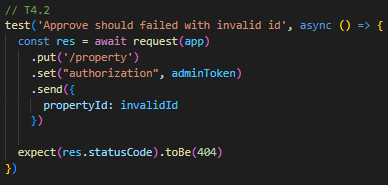 // T4.2
test('Approve should failed with invalid id', async () => {
  const res = await request(app)
    .put('/property')
    .set("authorization", adminToken)
    .send({
      propertyId: invalidId
    })

  expect(res.statusCode).toBe(404)
})